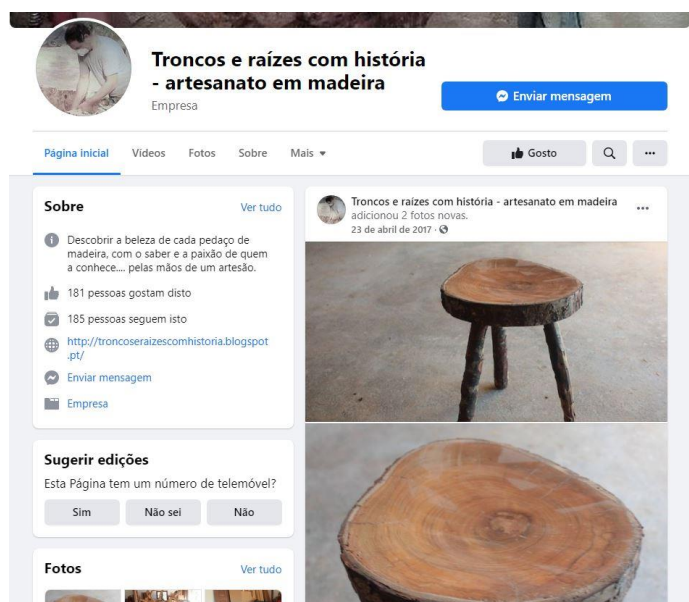 Troncos e raízes com história
- artesanato em madeira
Empresa
Enviar mensagem
Página inicial
Vídeos
Fotos
Sobre
Mais
Gosto
Sobre
Ver tudo
Descobrir a beleza de cada pedaço de
madeira, com o saber e a paixão de quem
a conhece.... pelas mãos de um artesão.
181 pessoas gostam disto
185 pessoas seguem isto
http://troncoseraizescomhistoria.blogspot
.pt/
Enviar mensagem
Empresa
Sugerir edições
Esta Página tem um número de telemóvel?
Sim
Não sei
Não
Fotos
Ver tudo
Troncos e raízes com história - artesanato em madeira
adicionou 2 fotos novas.
23 de abril de 2017 ·